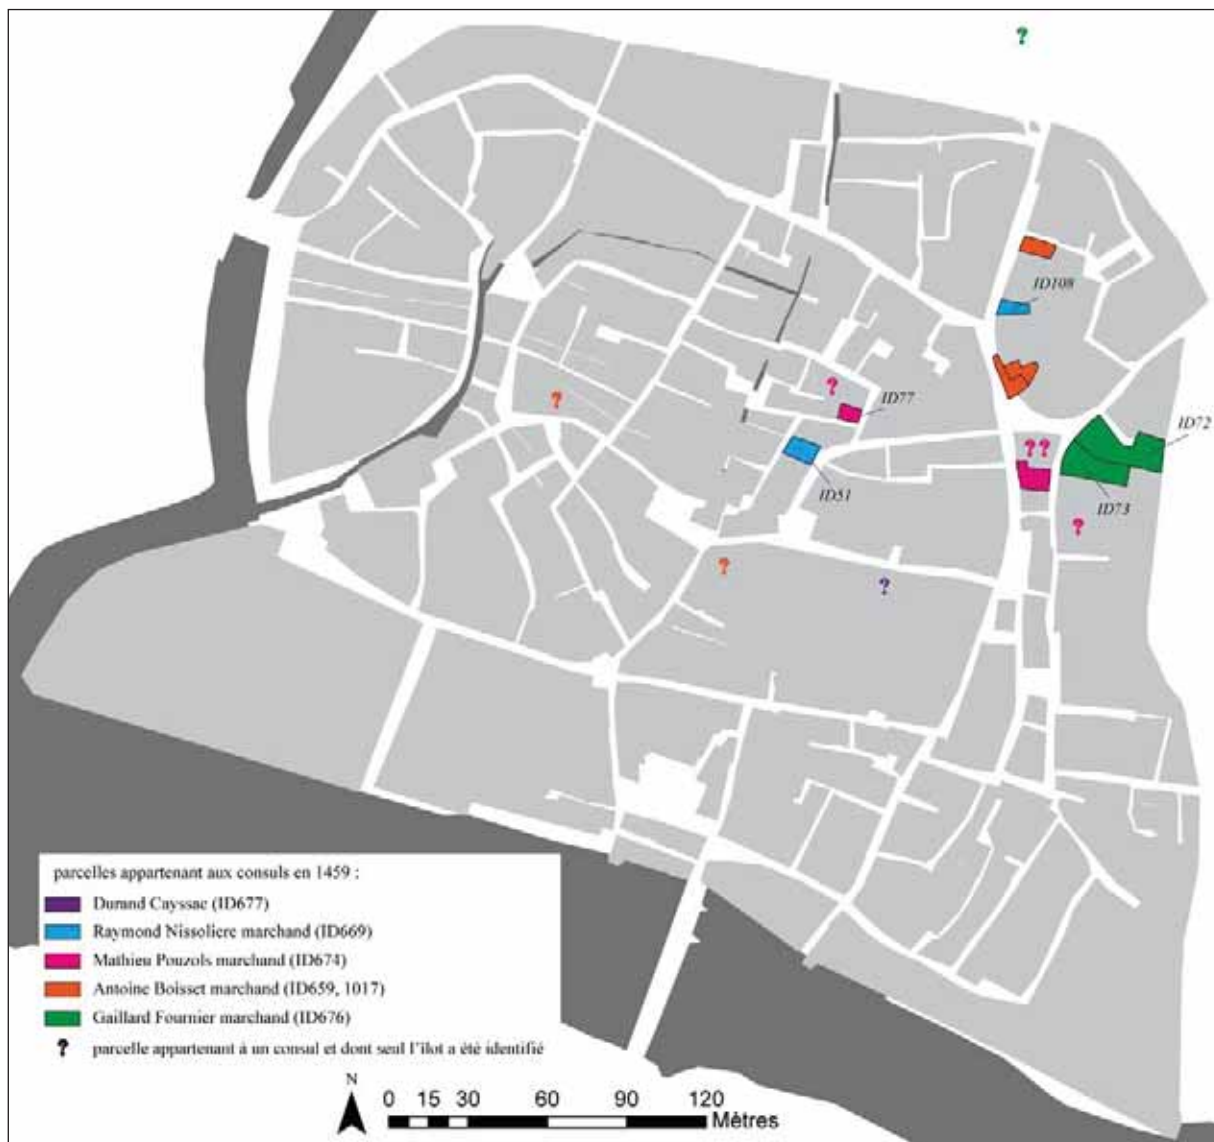 ?
ID108
?
ID77
?
ID72
? ?
ID51
ID73
?
?
?
parcelles appartenant aux consuls en 1459 :
Durand Cayssac (ID677)
Raymond Nissoliere marchand (ID669)
Mathieu Pouzols marchand (ID674)
Antoine Boisset marchand (ID659, 1017)
Gaillard Fournier marchand (ID676)
? parcelle appartenant à un consul et dont seul l'îlot a été identifié
N
0 15 30 60 90 120
Mètres